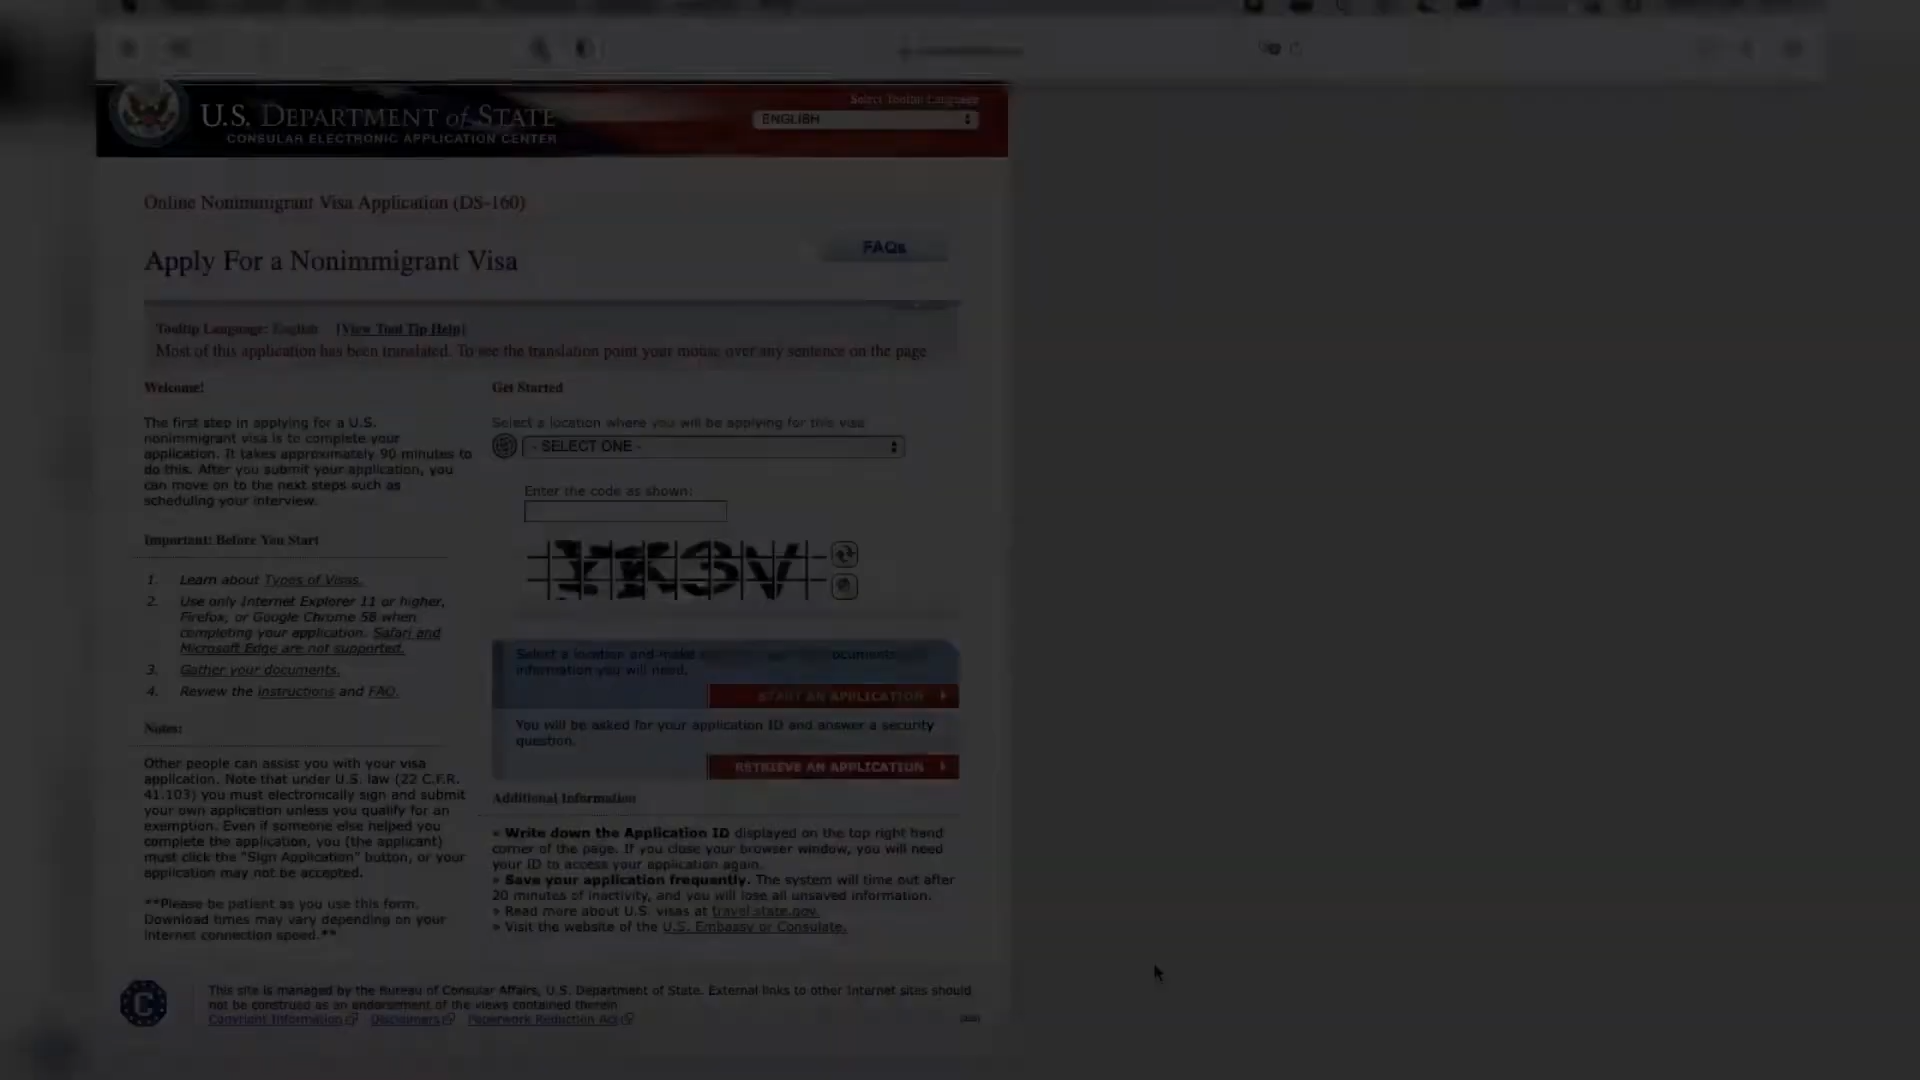 U.S. DEPARTMENT of STATE
CONSULAR ELECTRONIC APPLICATION CENTER
Select Tooltip Language
ENGLISH
Online Nonimmigrant Visa Application (DS-160)
Apply For a Nonimmigrant Visa
FAQs
Tooltip Language: English [View Tool Tip Help]
Most of this application has been translated. To see the translation point your mouse over any sentence on the page
Welcome!
The first step in applying for a U.S.
nonimmigrant visa is to complete your
application. It takes approximately 90 minutes to
do this. After you submit your application, you
can move on to the next steps such as
scheduling your interview.
Important: Before You Start
1. Learn about Types of Visas.
2. Use only Internet Explorer 11 or higher,
Firefox, or Google Chrome 58 when
completing your application. Safari and
Microsoft Edge are not supported.
3. Gather your documents.
4. Review the instructions and FAQ.
Notes:
Other people can assist you with your visa
application. Note that under U.S. law (22 C.F.R.
41.103) you must electronically sign and submit
your own application unless you qualify for an
exemption. Even if someone else helped you
complete the application, you (the applicant)
must click the "Sign Application" button, or your
application may not be accepted.
**Please be patient as you use this form.
Download times may vary depending on your
internet connection speed.**
Get Started
Select a location where you will be applying for this visa
- SELECT ONE -
Enter the code as shown:
Select a location and make documents
information you will need.
START AN APPLICATION
You will be asked for your application ID and answer a security
question.
RETRIEVE AN APPLICATION
Additional Information
» Write down the Application ID displayed on the top right hand
corner of the page. If you close your browser window, you will need
your ID to access your application again.
» Save your application frequently. The system will time out after
20 minutes of inactivity, and you will lose all unsaved information.
» Read more about U.S. visas at travel.state.gov.
» Visit the website of the U.S. Embassy or Consulate.
This site is managed by the Bureau of Consular Affairs, U.S. Department of State. External links to other Internet sites should
not be construed as an endorsement of the views contained therein
Copyright Information Disclaimers Paperwork Reduction Act